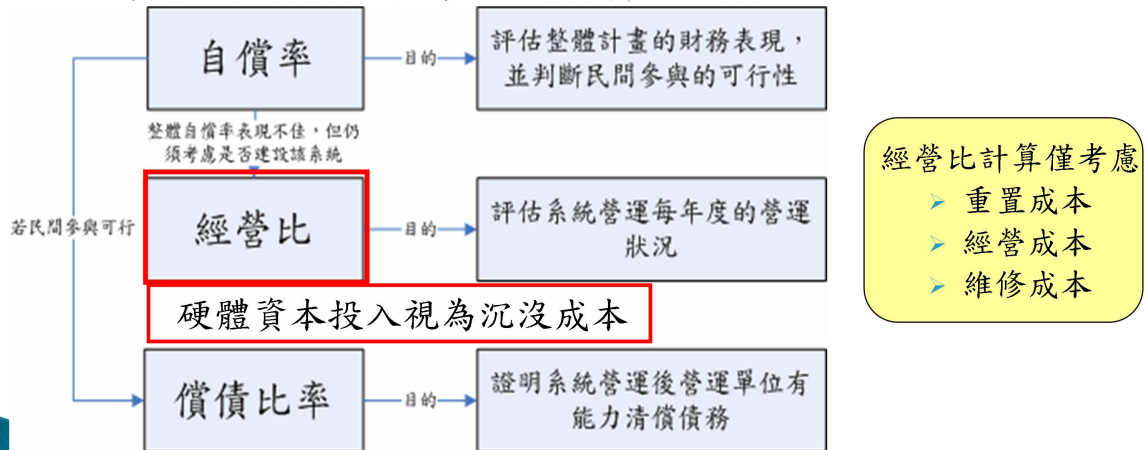 自償率
目的
評估整體計畫的財務表現，
並判斷民間參與的可行性
整體自償率表現不佳，但仍
須考慮是否建設該系統
若民間參與可行
經營比
目的
評估系統營運每年度的營運
狀況
硬體資本投入視為沉沒成本
償債比率
目的
證明系統營運後營運單位有
能力清償債務
經營比計算僅考慮
➢ 重置成本
➢ 經營成本
➢ 維修成本